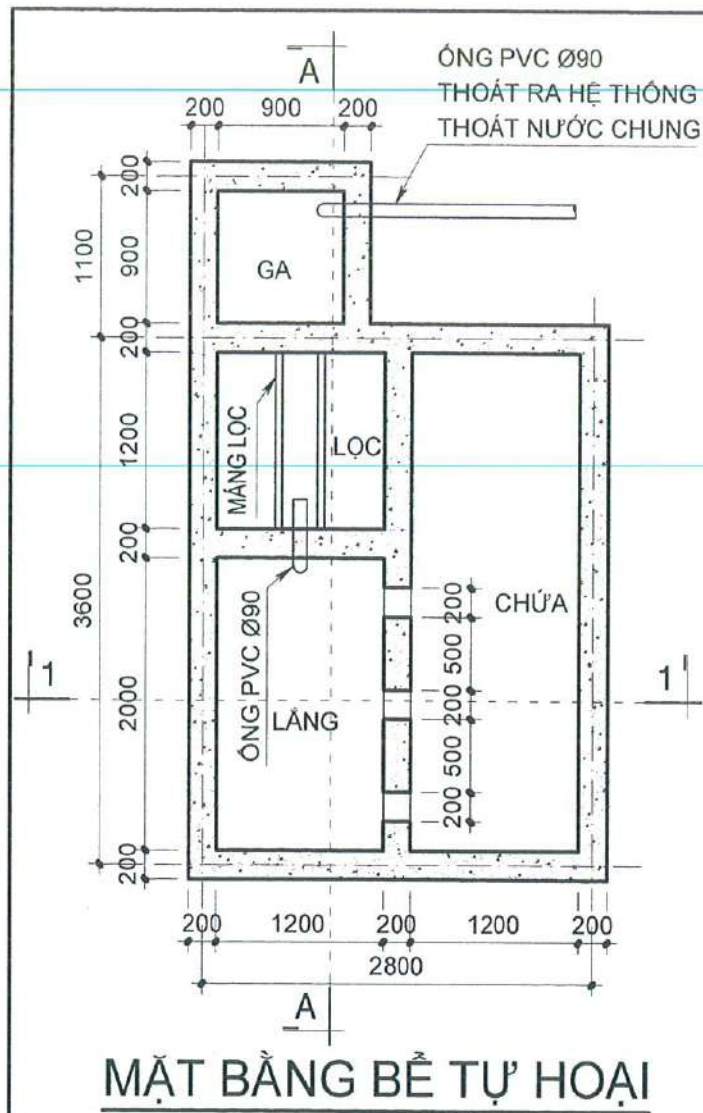 A
ỐNG PVC Ø90
THOÁT RA HỆ THỐNG
THOÁT NƯỚC CHUNG
200 900 200
200
1100
900
GA
200
MÁNG LỌC
LỌC
1200
200
3600
CHỨA
200
500
200
500
200
1 1
2000
ỐNG PVC Ø90
LẮNG
200
200 1200 200 1200 200
2800
A
MẶT BẰNG BỂ TỰ HOẠI